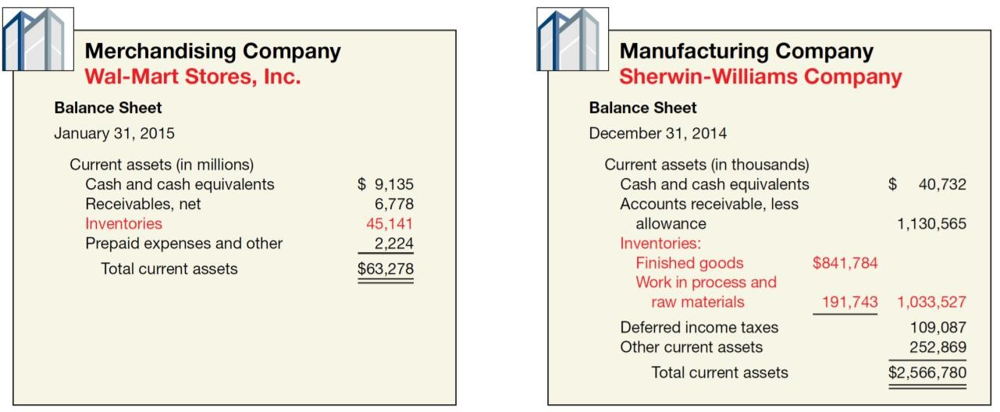 Merchandising Company
Wal-Mart Stores, Inc.
Balance Sheet
January 31, 2015
Current assets (in millions)
Cash and cash equivalents $ 9,135
Receivables, net 6,778
Inventories 45,141
Prepaid expenses and other 2,224
Total current assets $63,278
Manufacturing Company
Sherwin-Williams Company
Balance Sheet
December 31, 2014
Current assets (in thousands)
Cash and cash equivalents $ 40,732
Accounts receivable, less
allowance 1,130,565
Inventories:
Finished goods $841,784
Work in process and
raw materials 191,743 1,033,527
Deferred income taxes 109,087
Other current assets 252,869
Total current assets $2,566,780